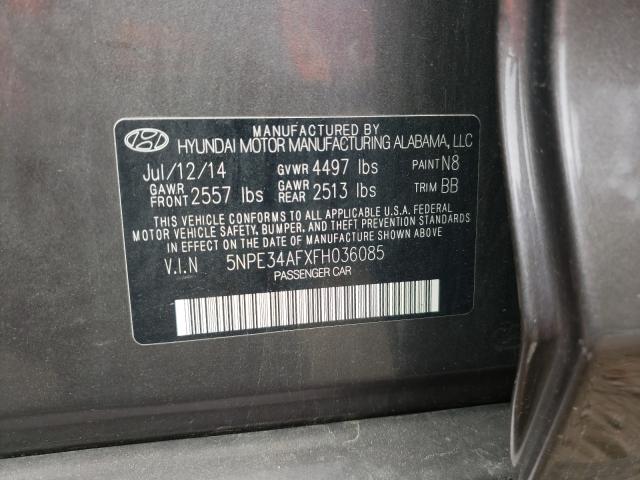 MANUFACTURED BY
HYUNDAI MOTOR MANUFACTURING ALABAMA, LLC
Jul/12/14 GVWR 4497 lbs PAINT N8
GAWR FRONT 2557 lbs GAWR REAR 2513 lbs TRIM BB
THIS VEHICLE CONFORMS TO ALL APPLICABLE U.S.A. FEDERAL
MOTOR VEHICLE SAFETY, BUMPER, AND THEFT PREVENTION STANDARDS
IN EFFECT ON THE DATE OF MANUFACTURE SHOWN ABOVE
V.I.N 5NPE34AFXFH036085
PASSENGER CAR